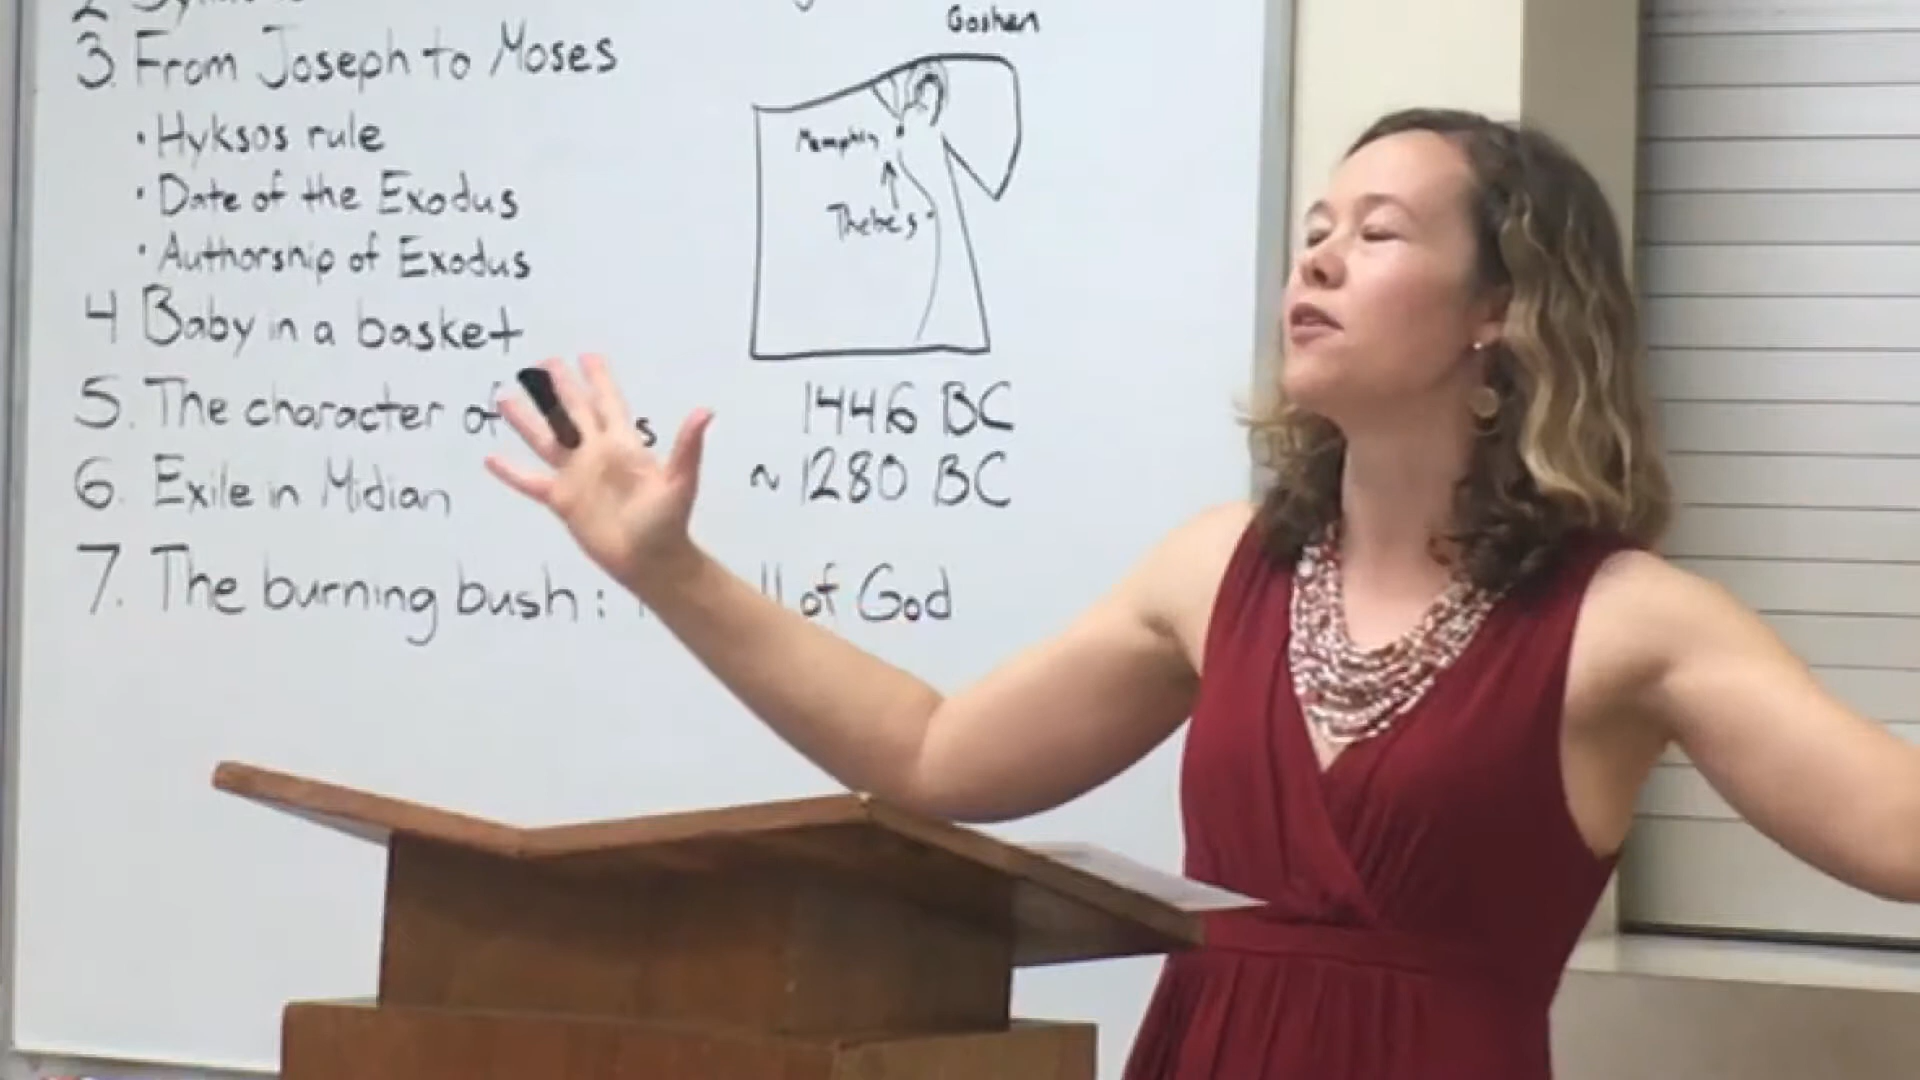 3. From Joseph to Moses
• Hyksos rule
• Date of the Exodus
• Authorship of Exodus
4 Baby in a basket
5. The character of
6. Exile in Midian
7. The burning bush: of God
Goshen
Memphis
Thebes
1446 BC
~ 1280 BC